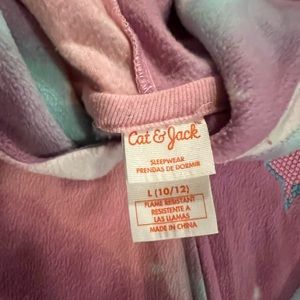 Cat & Jack
SLEEPWEAR
PRENDAS DE DORMIR
L (10/12)
FLAME RESISTANT
RESISTENTE A
LAS LLAMAS
MADE IN CHINA